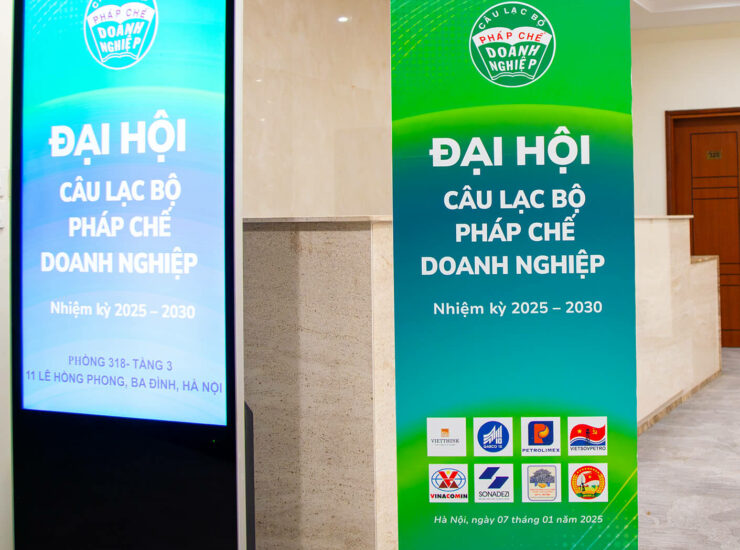 CÂU LẠC BỘ
PHÁP CHẾ
DOANH
NGHIỆP
ĐẠI HỘI
CÂU LẠC BỘ
PHÁP CHẾ
DOANH NGHIỆP
Nhiệm kỳ 2025 – 2030
PHÒNG 318- TẦNG 3
11 LÊ HỒNG PHONG, BA ĐÌNH, HÀ NỘI
CÂU LẠC BỘ
PHÁP CHẾ
DOANH
NGHIỆP
ĐẠI HỘI
CÂU LẠC BỘ
PHÁP CHẾ
DOANH NGHIỆP
Nhiệm kỳ 2025 – 2030
VIETTHINK
PETROLIMEX
VIETSOVPETRO
VINACOMIN
SONADEZI
Hà Nội, ngày 07 tháng 01 năm 2025